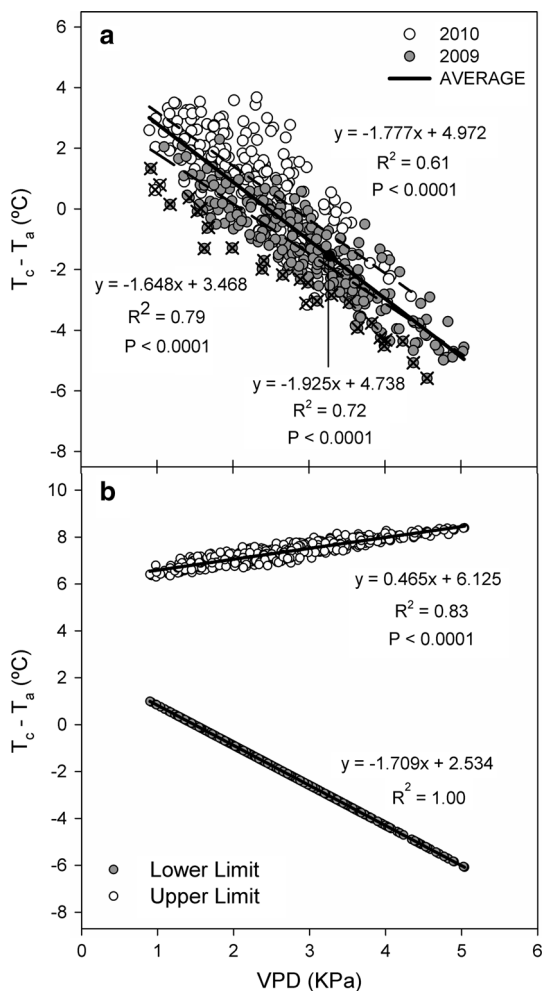 a
2010
2009
AVERAGE
6
4
2
0
-2
-4
-6
-8
Tc - Ta (ºC)
y = -1.777x + 4.972
R2 = 0.61
P < 0.0001
y = -1.648x + 3.468
R2 = 0.79
P < 0.0001
y = -1.925x + 4.738
R2 = 0.72
P < 0.0001
b
10
8
6
4
2
0
-2
-4
-6
-8
Tc - Ta (ºC)
y = 0.465x + 6.125
R2 = 0.83
P < 0.0001
y = -1.709x + 2.534
R2 = 1.00
Lower Limit
Upper Limit
0 1 2 3 4 5 6
VPD (KPa)